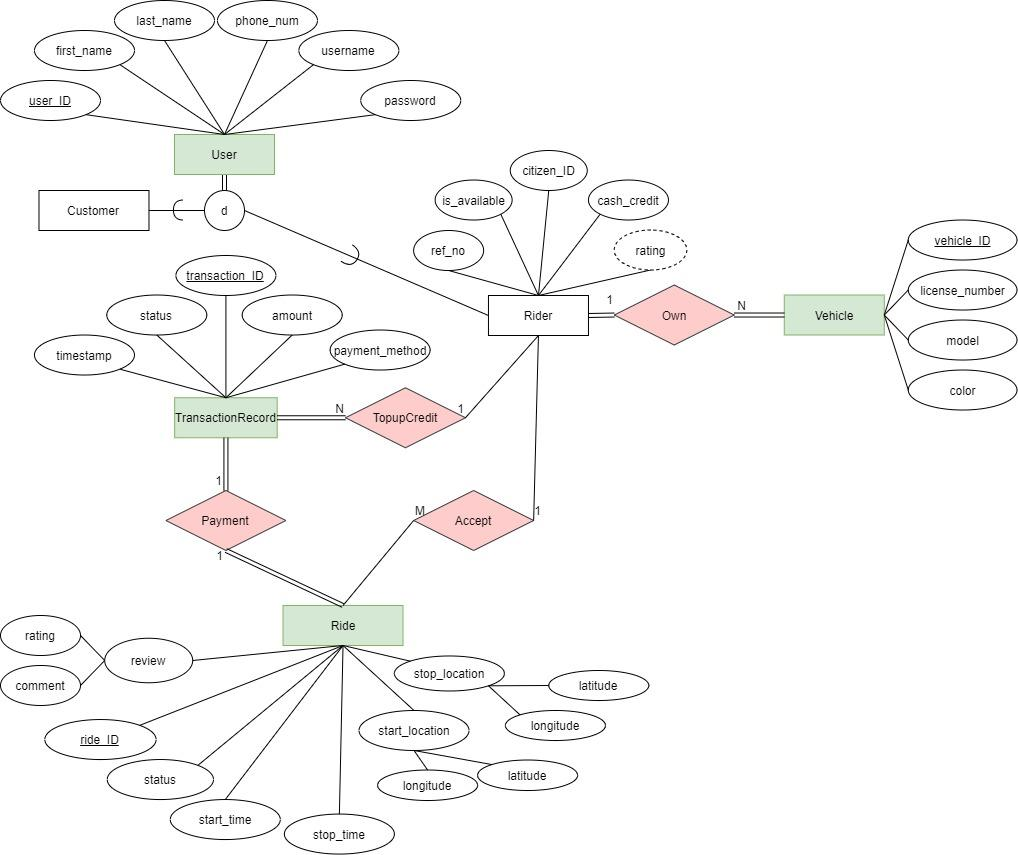 last_name
phone_num
first_name
username
user_ID
password
User
citizen_ID
is_available
cash_credit
Customer
d
ref_no
rating
vehicle_ID
transaction_ID
license_number
status
amount
1
Own
N
Rider
Vehicle
model
timestamp
payment_method
color
TransactionRecord
N
TopupCredit
1
1
M
1
Payment
Accept
1
Ride
rating
review
comment
stop_location
latitude
longitude
start_location
ride_ID
status
latitude
longitude
start_time
stop_time